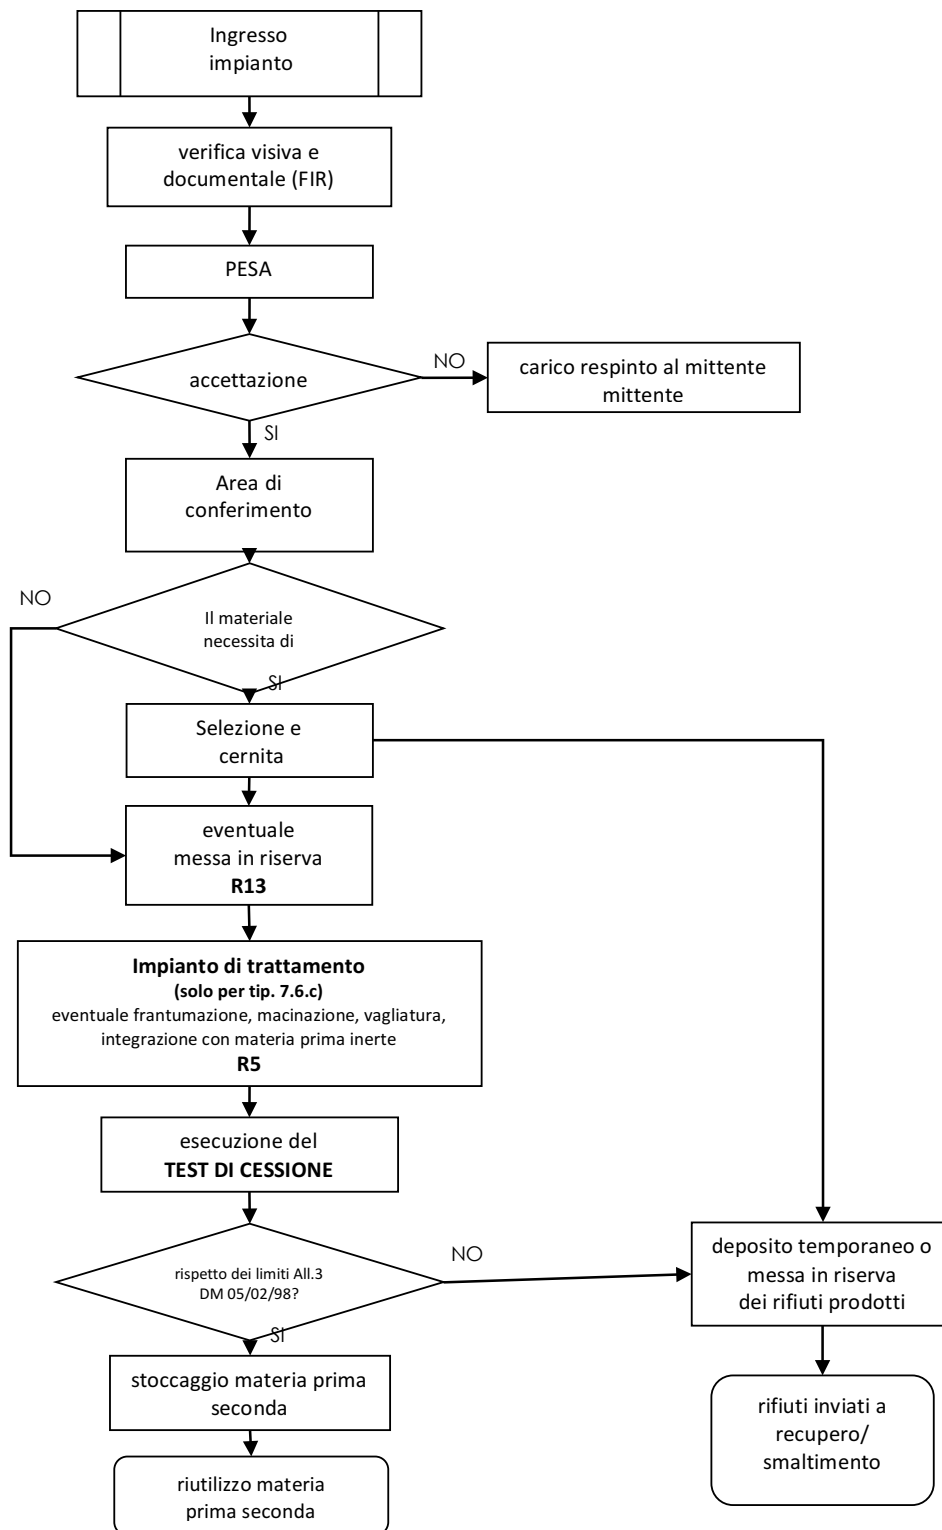 Ingresso
impianto
verifica visiva e
documentale (FIR)
PESA
accettazione
NO
carico respinto al mittente
mittente
SI
Area di
conferimento
NO
Il materiale
necessita di
SI
Selezione e
cernita
eventuale
messa in riserva
R13
Impianto di trattamento
(solo per tip. 7.6.c)
eventuale frantumazione, macinazione, vagliatura,
integrazione con materia prima inerte
R5
esecuzione del
TEST DI CESSIONE
rispetto dei limiti All.3
DM 05/02/98?
NO
deposito temporaneo o
messa in riserva
dei rifiuti prodotti
SI
stoccaggio materia prima
seconda
rifiuti inviati a
recupero/
smaltimento
riutilizzo materia
prima seconda